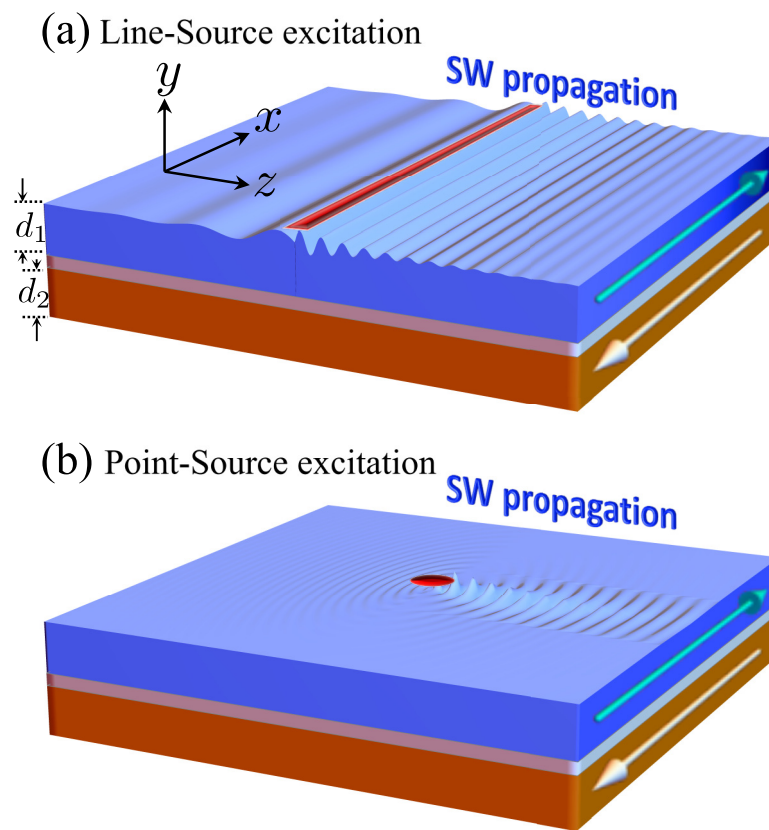 (a) Line-Source excitation
SW propagation
y
x
z
d₁
d₂
(b) Point-Source excitation
SW propagation